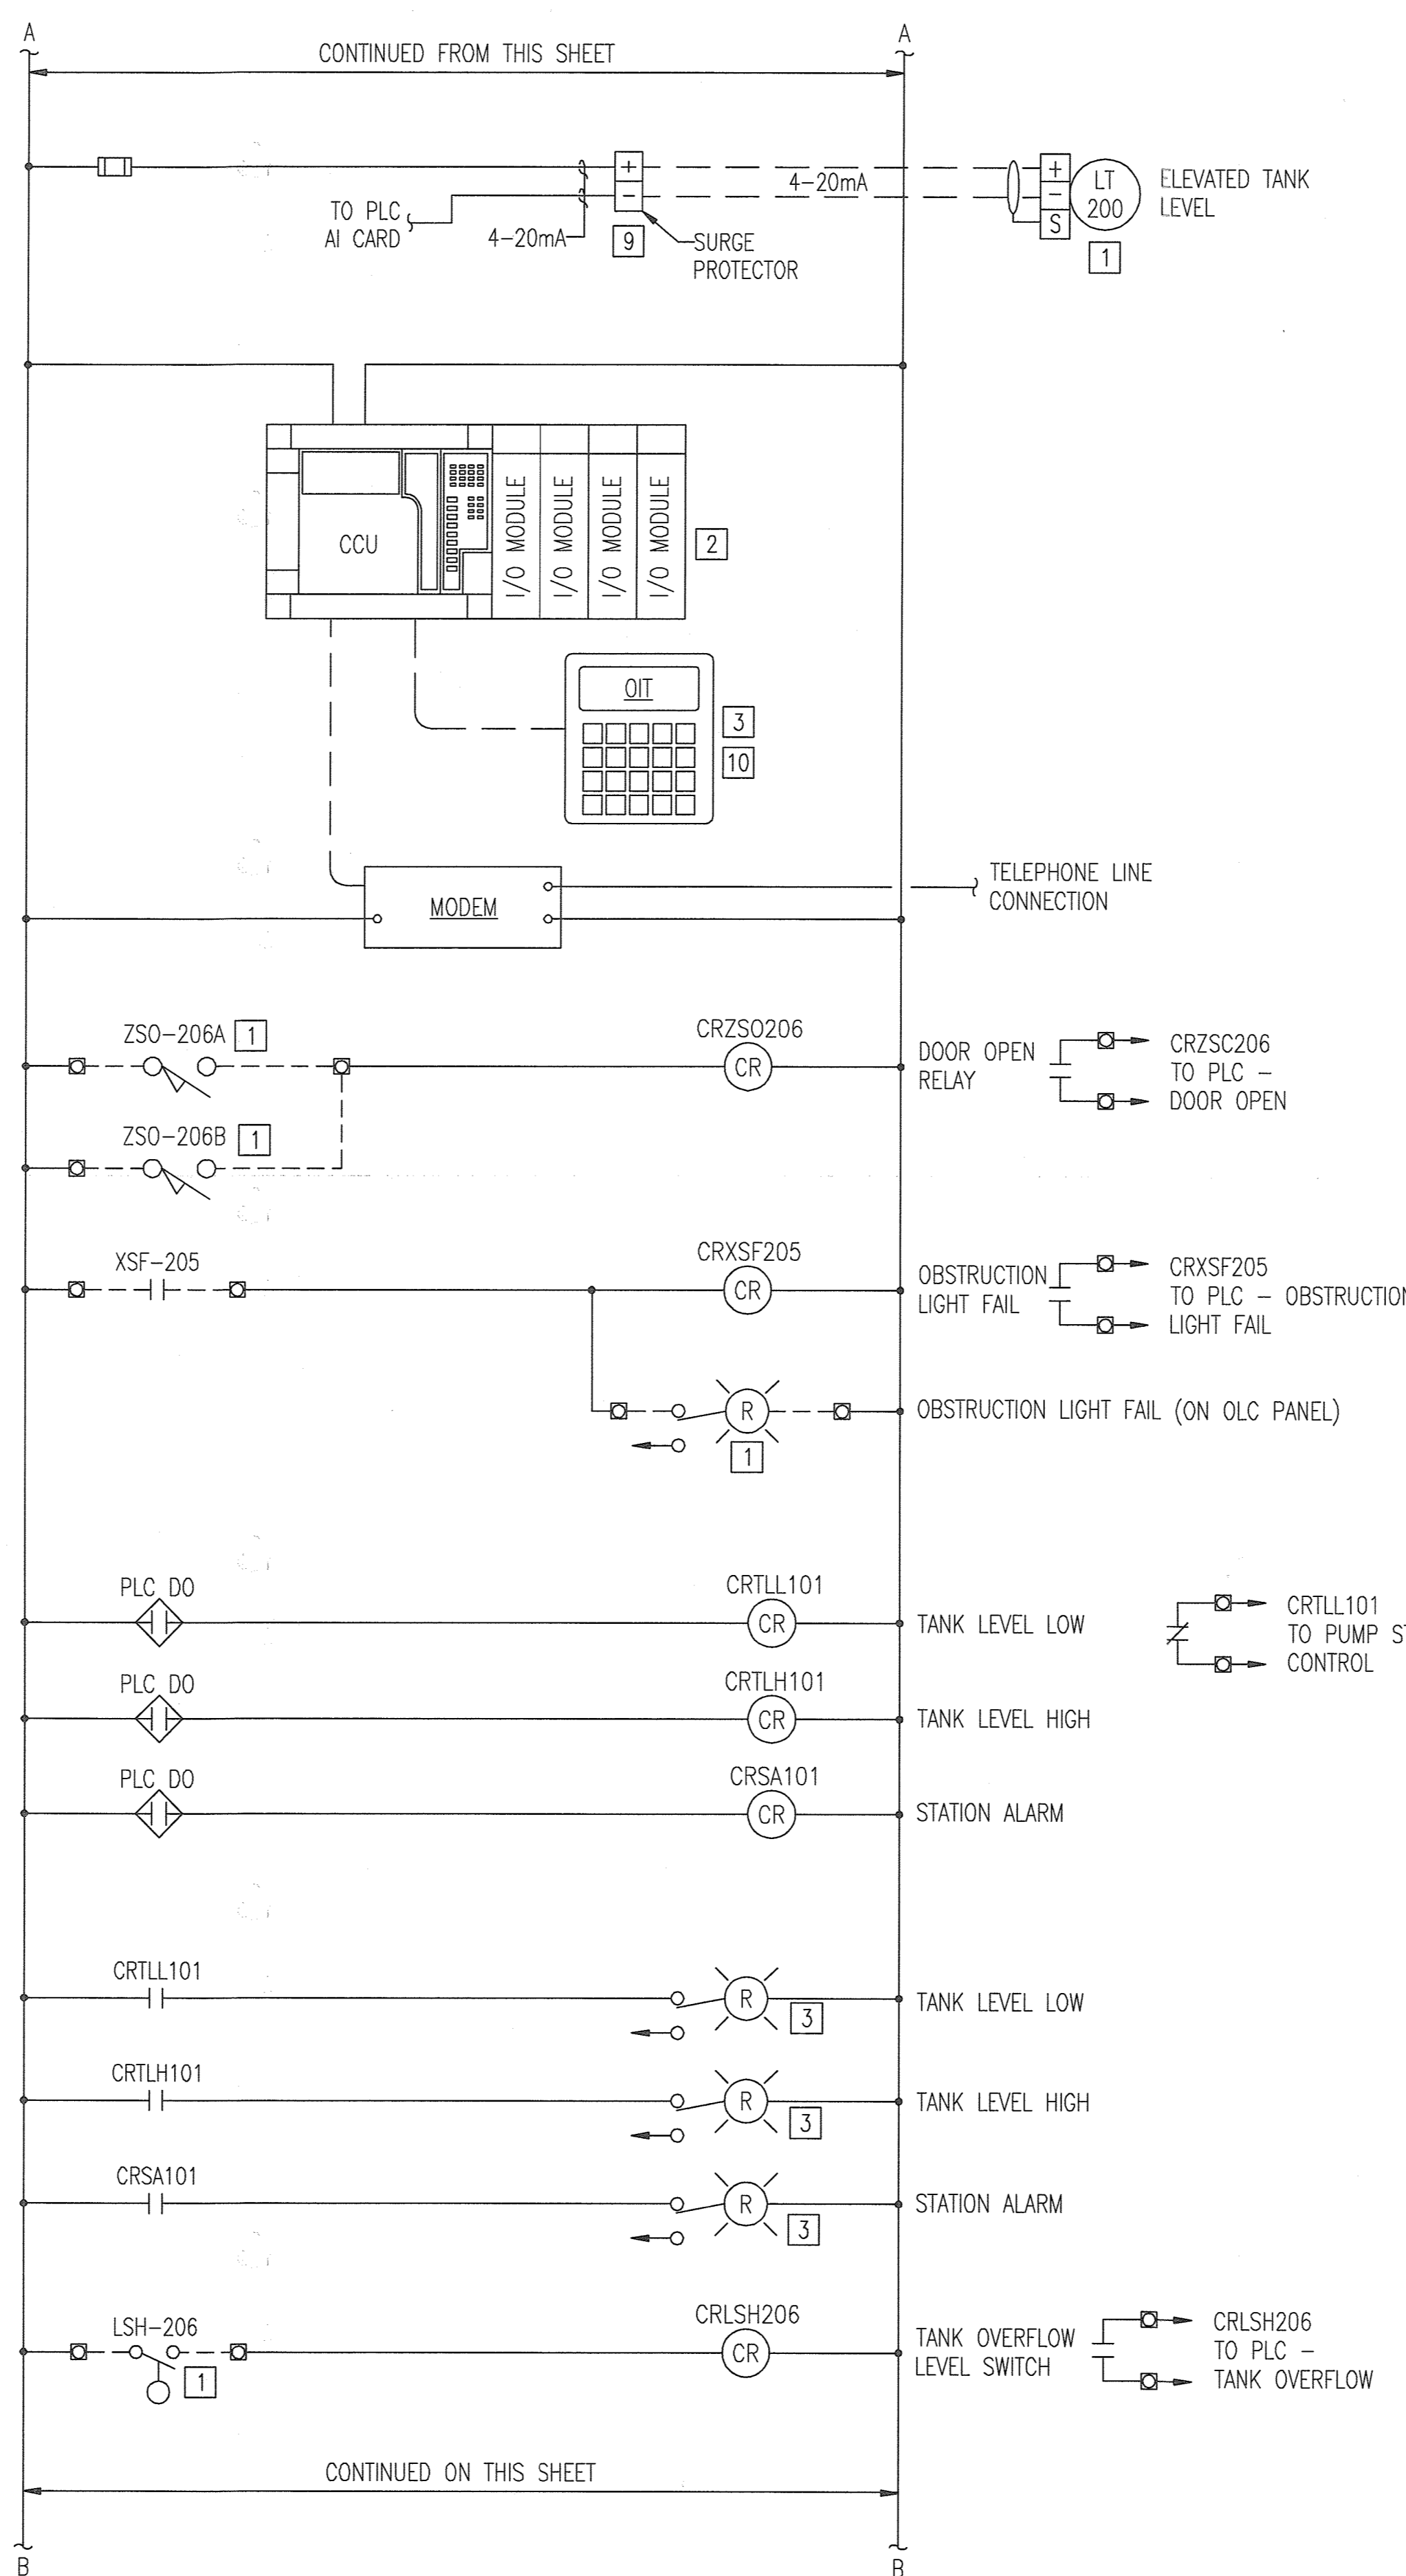 A
A
CONTINUED FROM THIS SHEET
+
4-20mA
+
LT
200
ELEVATED TANK
LEVEL
-
-
S
TO PLC
AI CARD
4-20mA
9
SURGE
PROTECTOR
1
CCU
I/O MODULE
I/O MODULE
I/O MODULE
I/O MODULE
2
OIT
3
10
MODEM
TELEPHONE LINE
CONNECTION
ZSO-206A
1
CRZSO206
CR
DOOR OPEN
RELAY
CRZSC206
TO PLC -
DOOR OPEN
ZSO-206B
1
XSF-205
CRXSF205
CR
OBSTRUCTION
LIGHT FAIL
CRXSF205
TO PLC - OBSTRUCTION
LIGHT FAIL
R
1
OBSTRUCTION LIGHT FAIL (ON OLC PANEL)
PLC DO
CRTLL101
CR
TANK LEVEL LOW
CRTLL101
TO PUMP
CONTROL
PLC DO
CRTLH101
CR
TANK LEVEL HIGH
PLC DO
CRSA101
CR
STATION ALARM
CRTLL101
R
3
TANK LEVEL LOW
CRTLH101
R
3
TANK LEVEL HIGH
CRSA101
R
3
STATION ALARM
LSH-206
1
CRLSH206
CR
TANK OVERFLOW
LEVEL SWITCH
CRLSH206
TO PLC -
TANK OVERFLOW
CONTINUED ON THIS SHEET
B
B